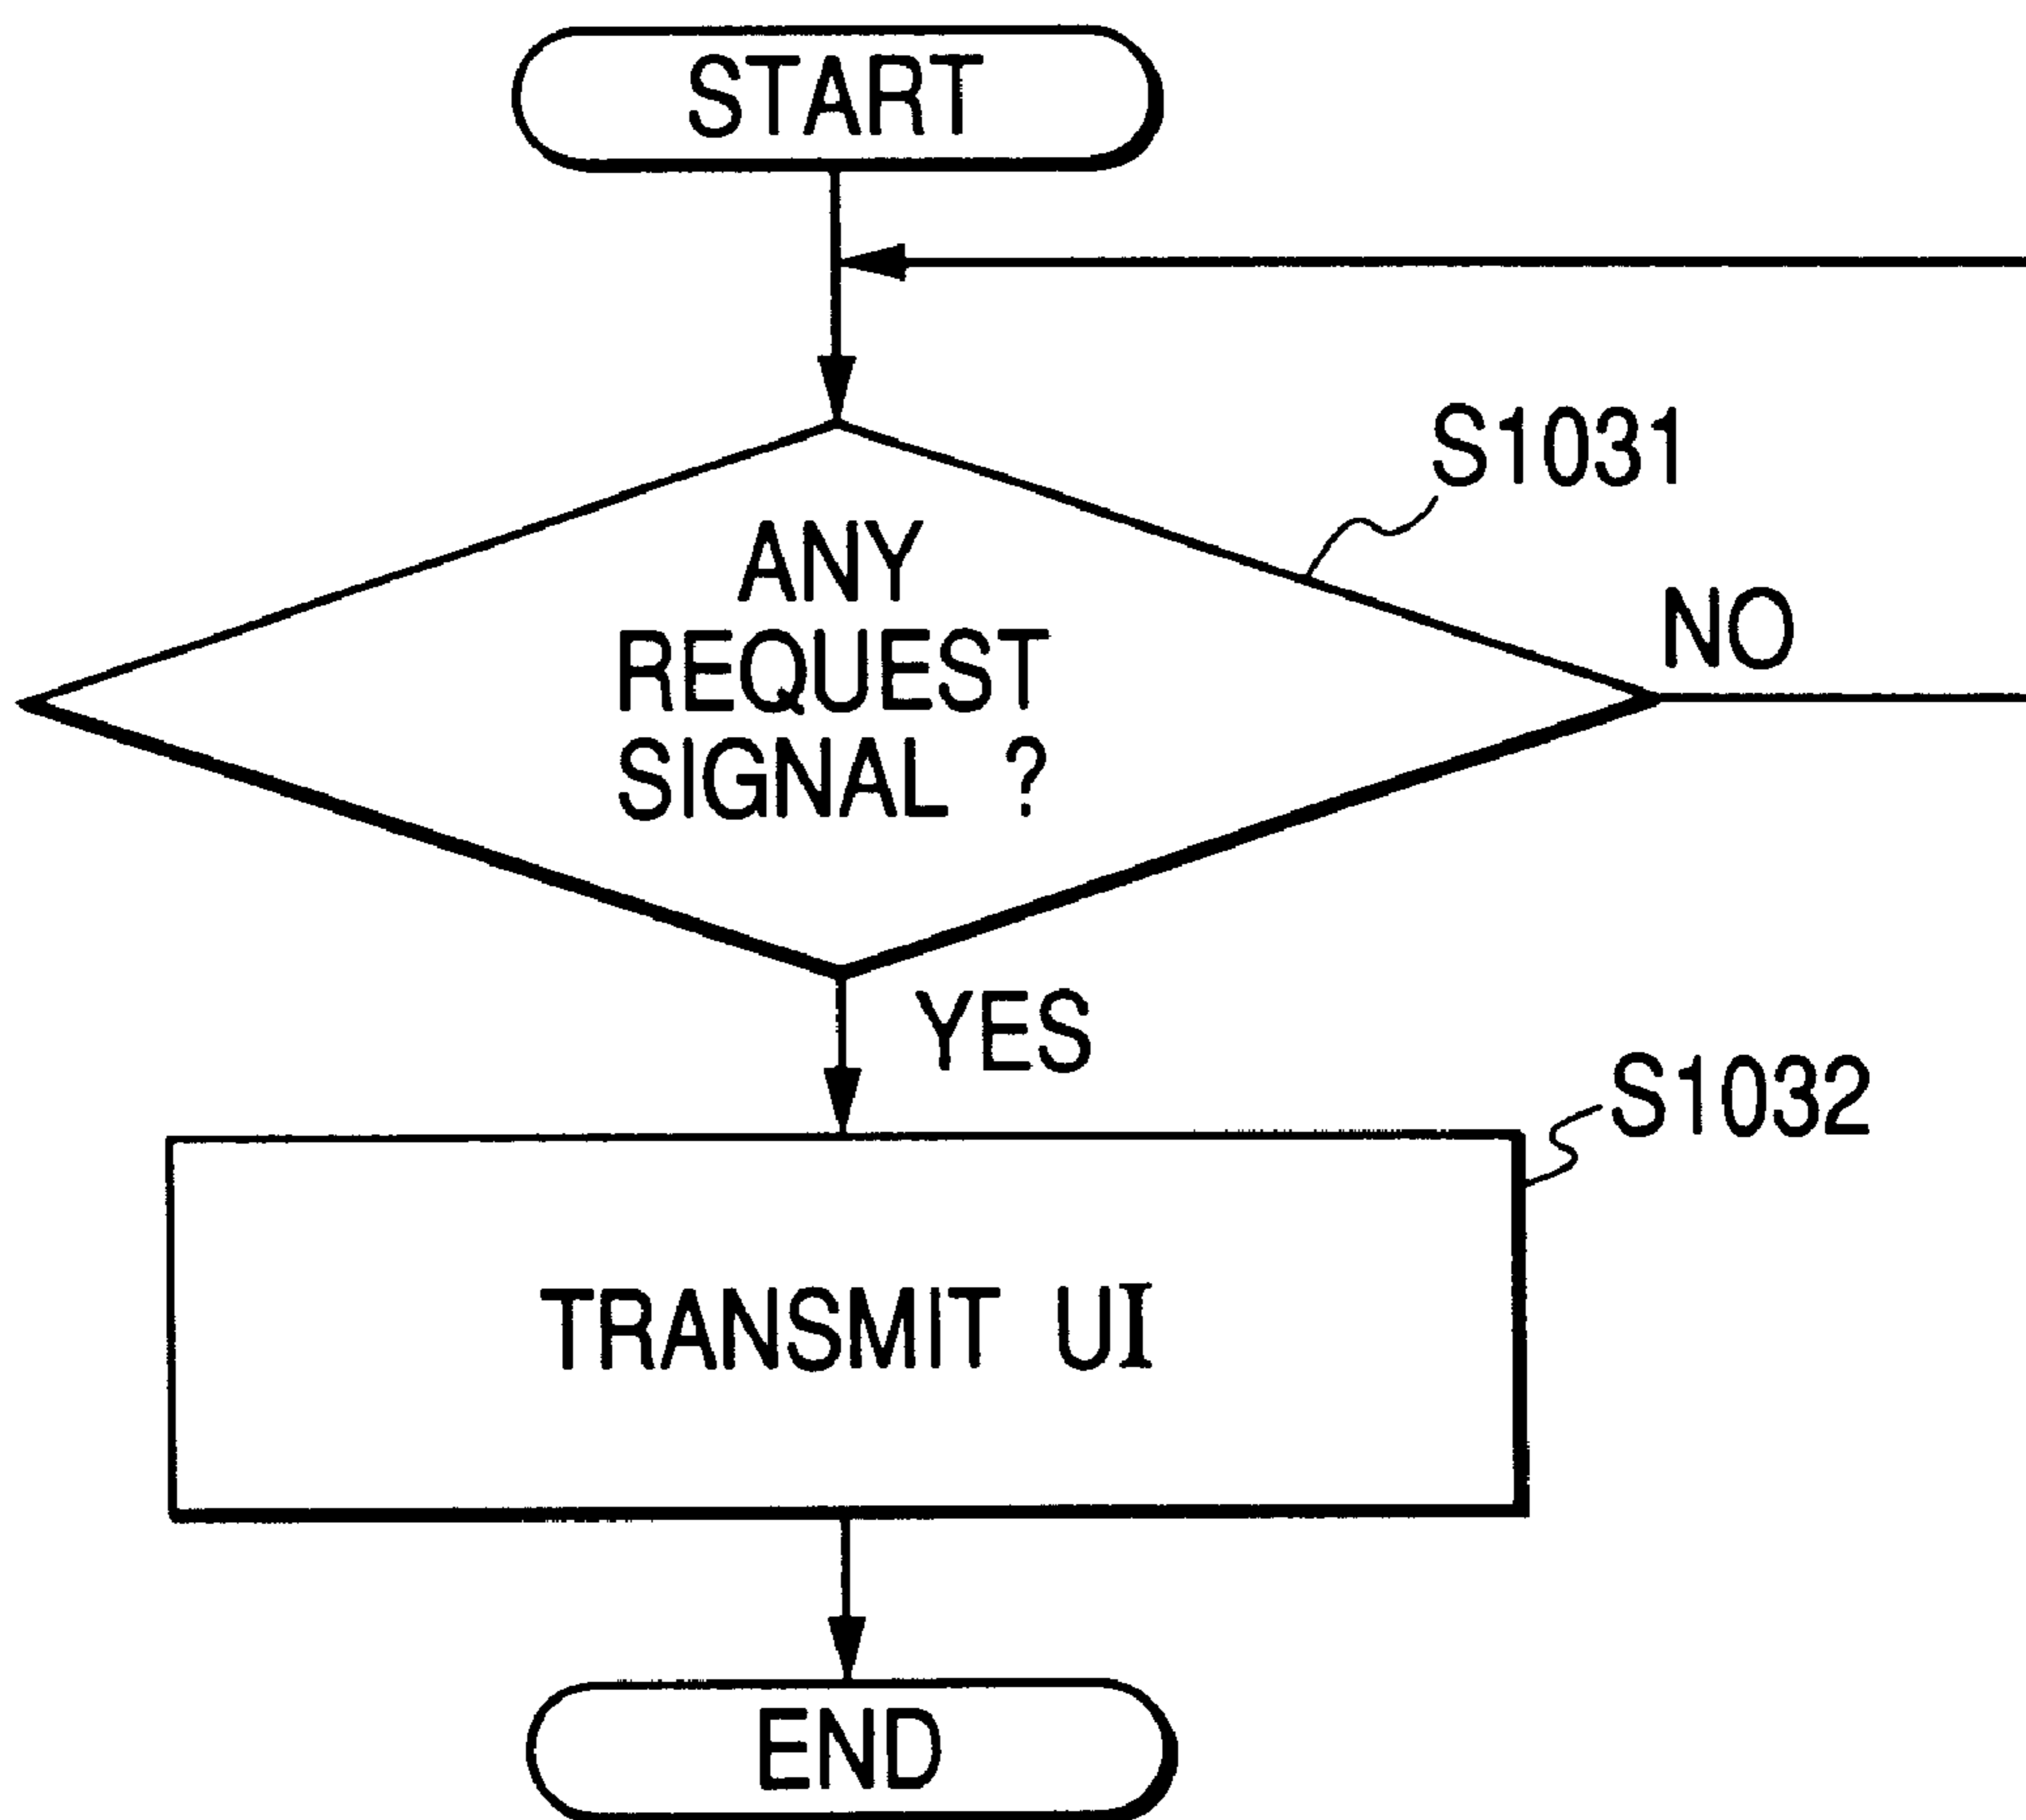 START
S1031
ANY
REQUEST
SIGNAL ?
NO
YES
S1032
TRANSMIT UI
END